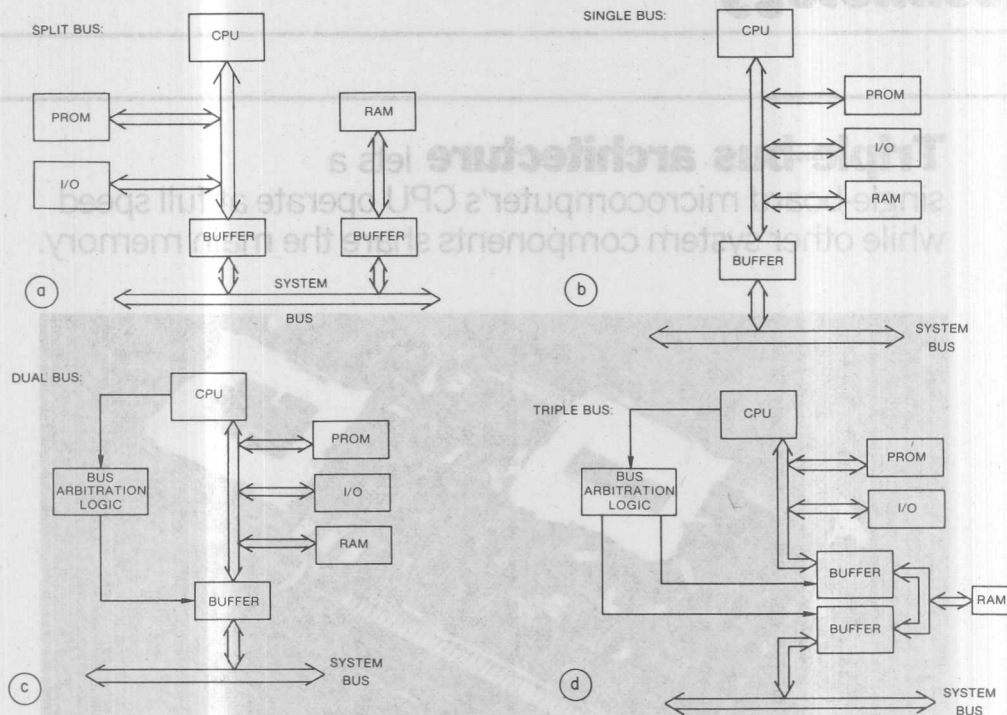 SPLIT BUS:
CPU
PROM
I/O
RAM
BUFFER
BUFFER
SYSTEM
BUS
a
SINGLE BUS:
CPU
PROM
I/O
RAM
BUFFER
SYSTEM
BUS
b
Triple-bus architecture lets a
single-board microcomputer's CPU operate at full speed
while other system components share the main memory.
DUAL BUS:
CPU
BUS
ARBITRATION
LOGIC
PROM
I/O
RAM
BUFFER
SYSTEM
BUS
c
TRIPLE BUS:
CPU
BUS
ARBITRATION
LOGIC
PROM
I/O
BUFFER
BUFFER
RAM
SYSTEM
BUS
d